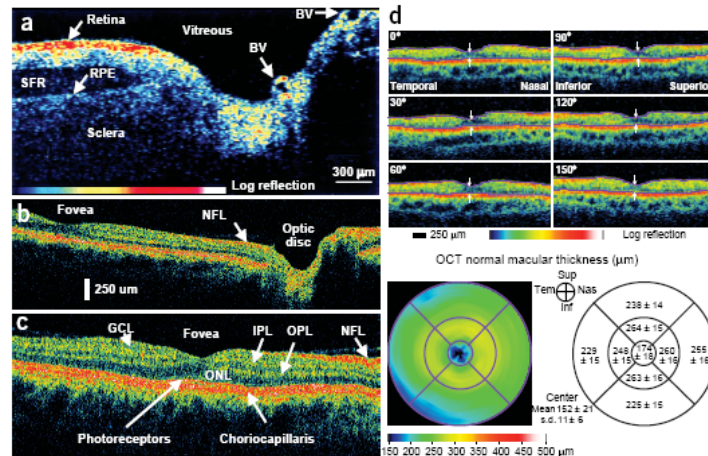 a
Retina
Vitreous
BV
BV
SFR
RPE
Sclera
300 μm
Log reflection
b
Fovea
NFL
Optic
disc
250 um
c
GCL
Fovea
IPL
OPL
NFL
ONL
Photoreceptors
Choriocapillaris
d
0°
90°
Temporal
Nasal
Inferior
Superior
30°
120°
60°
150°
250 μm
Log reflection
OCT normal macular thickness (μm)
Sup
Tem
Nas
Inf
238 ± 14
264 ± 15
229
± 15
248
± 15
174
± 18
260
± 16
255
± 16
263 ± 16
225 ± 15
Center
Mean 152 ± 21
s.d. 11 ± 6
150 200 250 300 350 400 450 500 μm